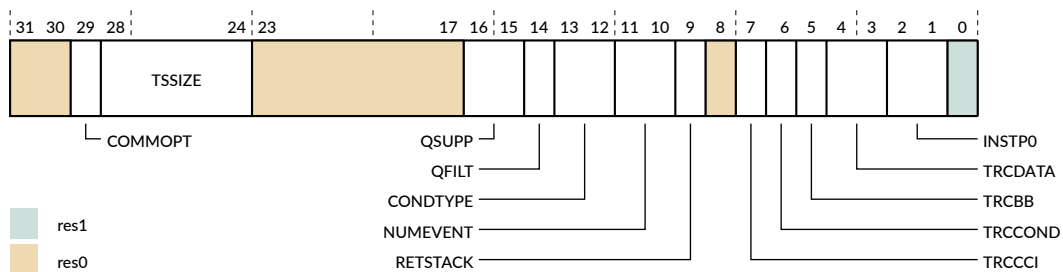 31 30 29 28 24 23 17 16 15 14 13 12 11 10 9 8 7 6 5 4 3 2 1 0
TSSIZE
COMMOPT QSUPP INSTP0
QFILT TRCDATA
CONDTYPE TRCBB
res1 NUMEVENT TRCCOND
res0 RETSTACK TRCCCI